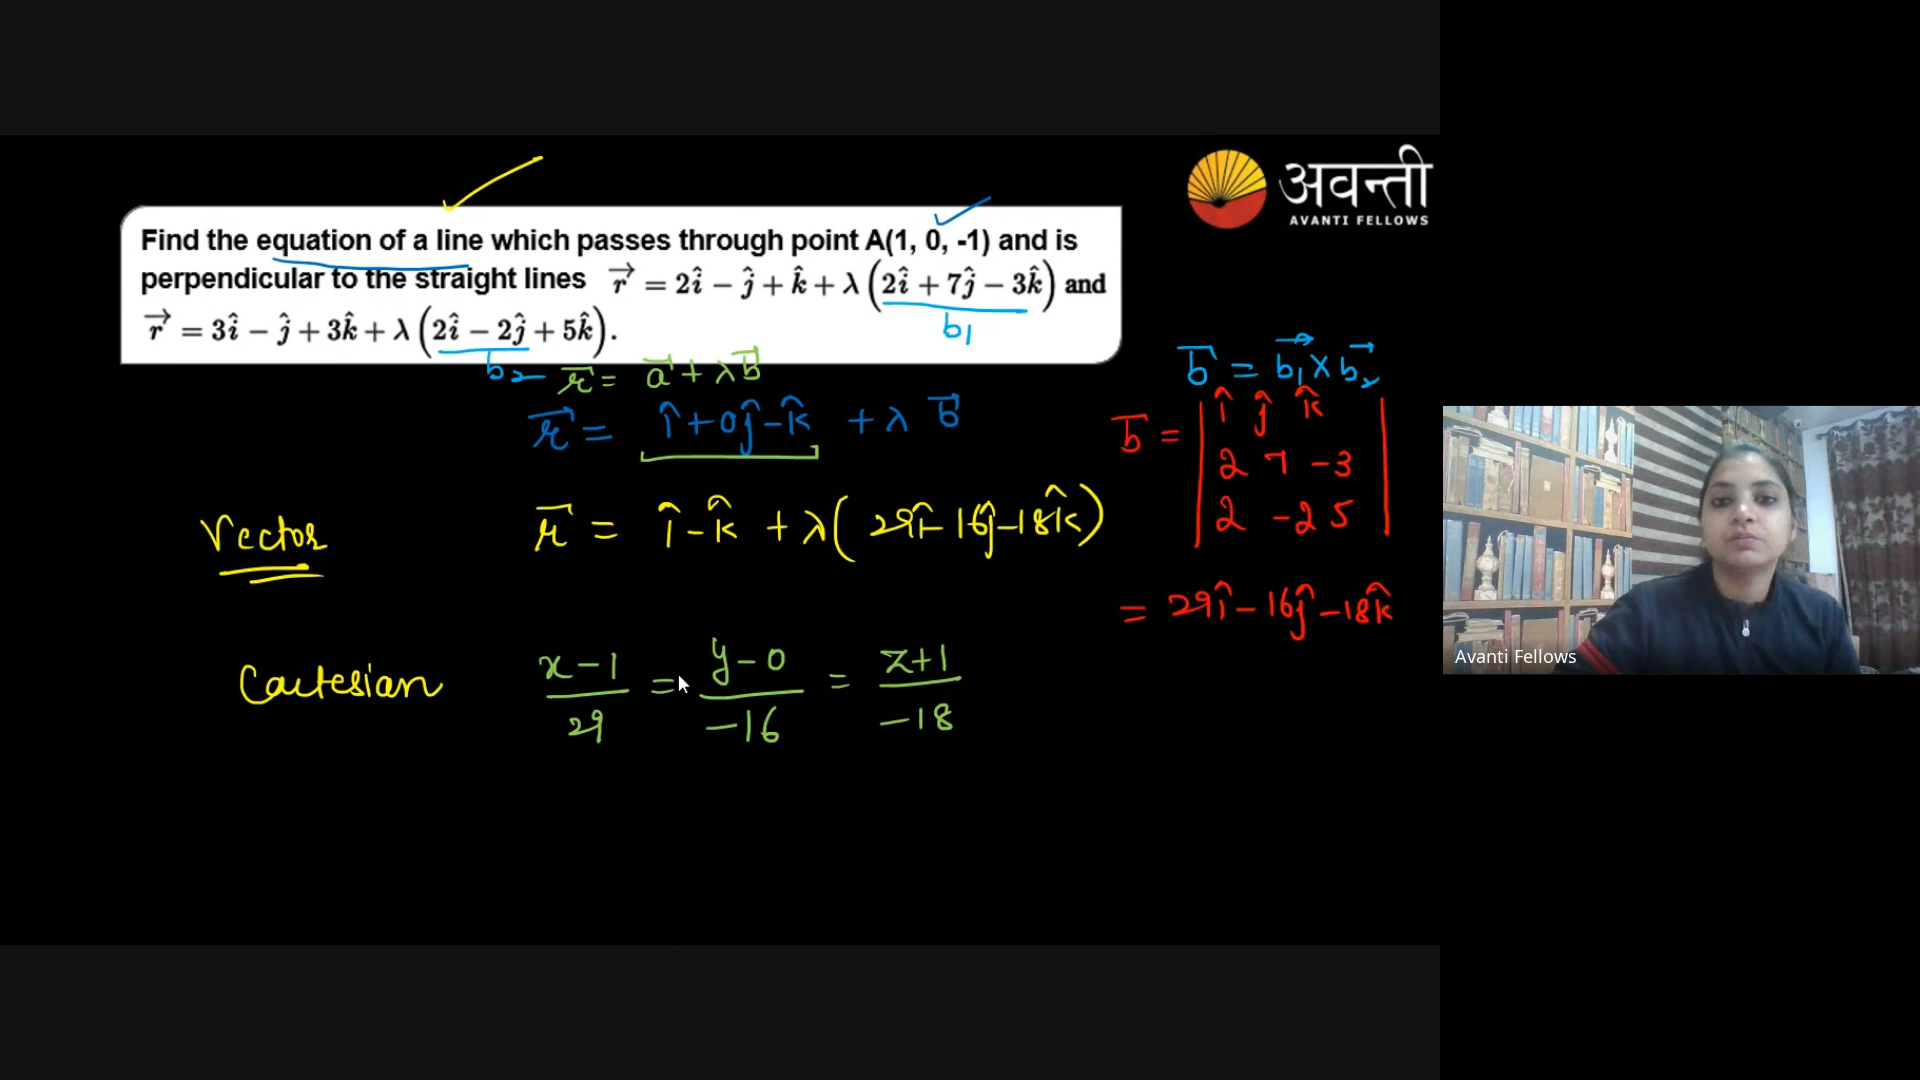 अवन्ती
AVANTI FELLOWS
Find the equation of a line which passes through point A(1, 0, -1) and is
perpendicular to the straight lines r⃗ = 2î − ĵ + k̂ + λ (2î + 7ĵ − 3k̂) and
r⃗ = 3î − ĵ + 3k̂ + λ (2î − 2ĵ + 5k̂).
b₁
b₂
r⃗ = a⃗ + λb⃗
r⃗ = î + 0ĵ − k̂ + λ b⃗
Vector r⃗ = î − k̂ + λ(29î − 16ĵ − 18k̂)
Cartesian (x−1)/29 = (y−0)/−16 = (z+1)/−18
b⃗ = b⃗₁ × b⃗₂
b⃗ = | î ĵ k̂ |
2 7 −3
2 −2 5
= 29î − 16ĵ − 18k̂
Avanti Fellows